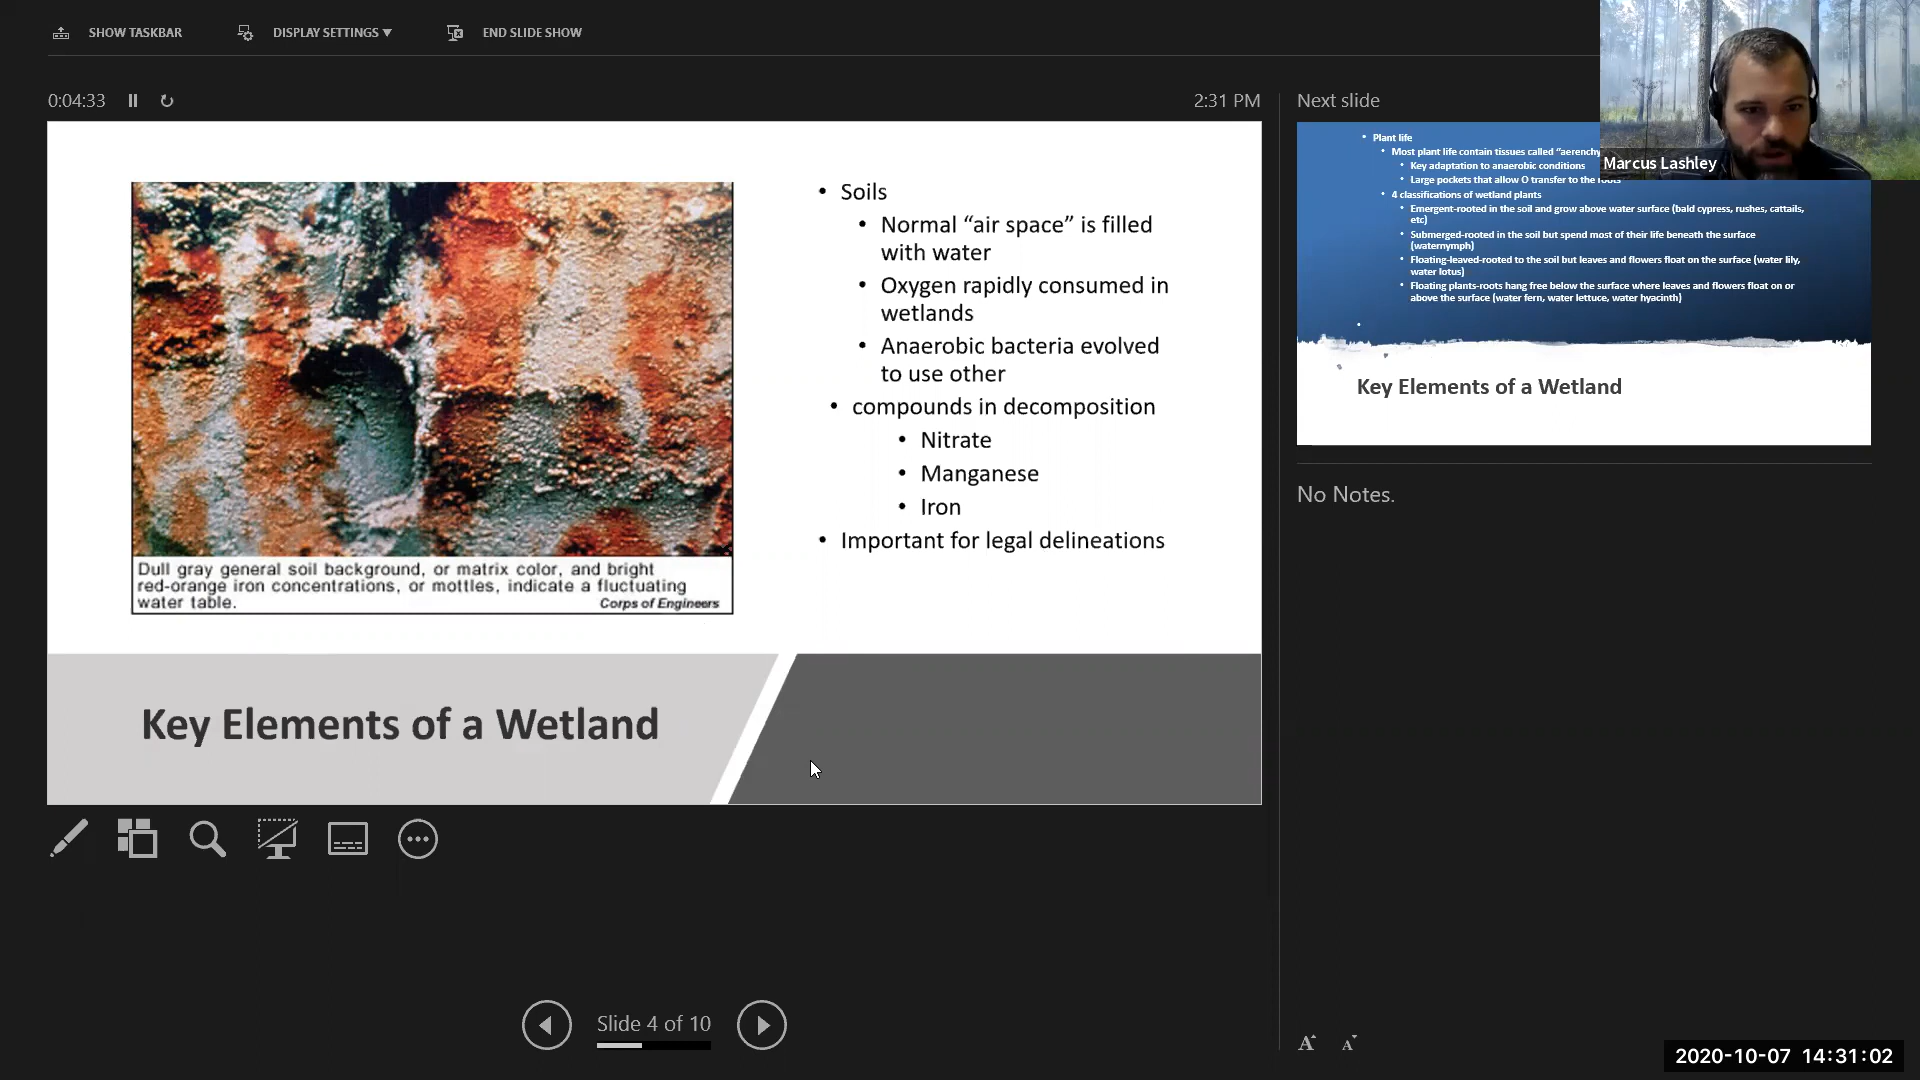 SHOW TASKBAR
DISPLAY SETTINGS ▼
END SLIDE SHOW
0:04:33
2:31 PM
Next slide
Marcus Lashley
• Soils
• Normal “air space” is filled
with water
• Oxygen rapidly consumed in
wetlands
• Anaerobic bacteria evolved
to use other
• compounds in decomposition
• Nitrate
• Manganese
• Iron
• Important for legal delineations
Dull gray general soil background, or matrix color, and bright
red-orange iron concentrations, or mottles, indicate a fluctuating
water table.
Corps of Engineers
Key Elements of a Wetland
• Plant life
• Most plant life contain tissues called “aerenchy
• Key adaptation to anaerobic conditions
• Large pockets that allow O transfer to the roots
• 4 classifications of wetland plants
• Emergent-rooted in the soil and grow above water surface (bald cypress, rushes, cattails,
etc)
• Submerged-rooted in the soil but spend most of their life beneath the surface
(waternymph)
• Floating-leaved-rooted to the soil but leaves and flowers float on the surface (water lily,
water lotus)
• Floating plants-roots hang free below the surface where leaves and flowers float on or
above the surface (water fern, water lettuce, water hyacinth)
•
Key Elements of a Wetland
No Notes.
Slide 4 of 10
A A
2020-10-07 14:31:02